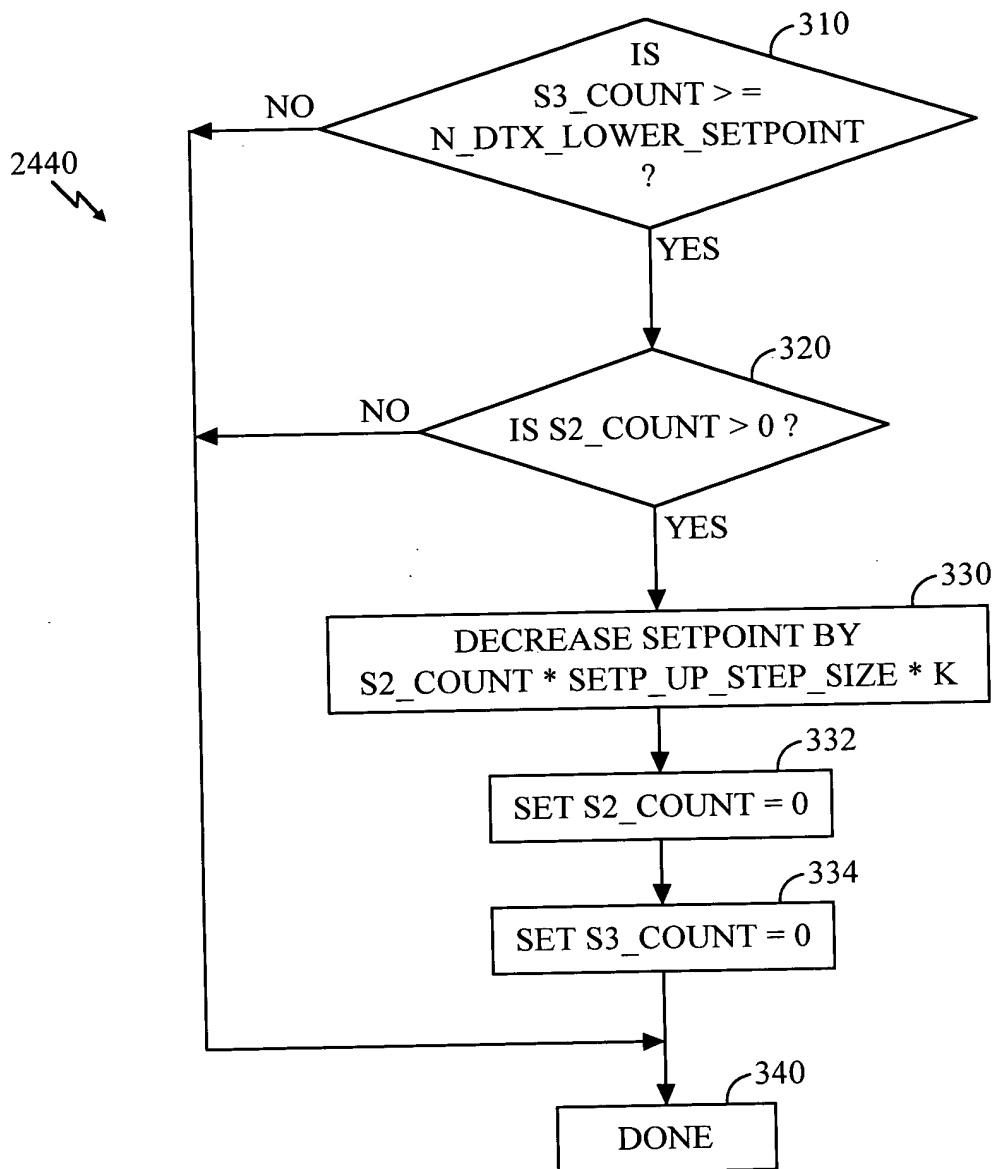 310
IS
S3_COUNT > =
N_DTX_LOWER_SETPOINT
?
NO
2440
YES
320
NO
IS S2_COUNT > 0 ?
YES
330
DECREASE SETPOINT BY
S2_COUNT * SETP_UP_STEP_SIZE * K
332
SET S2_COUNT = 0
334
SET S3_COUNT = 0
340
DONE